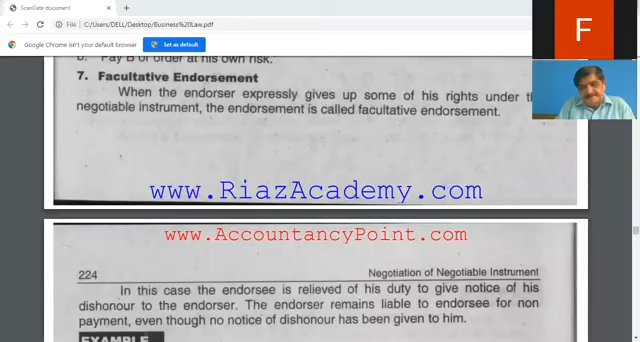 ScanGate document
File
C:/Users/DELL/Desktop/Business%20Law.pdf
Google Chrome isn't your default browser
Set as default
F
b. Pay B or order at his own risk.
7. Facultative Endorsement
When the endorser expressly gives up some of his rights under
negotiable instrument, the endorsement is called facultative endorsement.
www.RiazAcademy.com
www.AccountancyPoint.com
224
Negotiation of Negotiable Instrument
In this case the endorsee is relieved of his duty to give notice of his
dishonour to the endorser. The endorser remains liable to endorsee for non
payment, even though no notice of dishonour has been given to him.
EXAMPLE